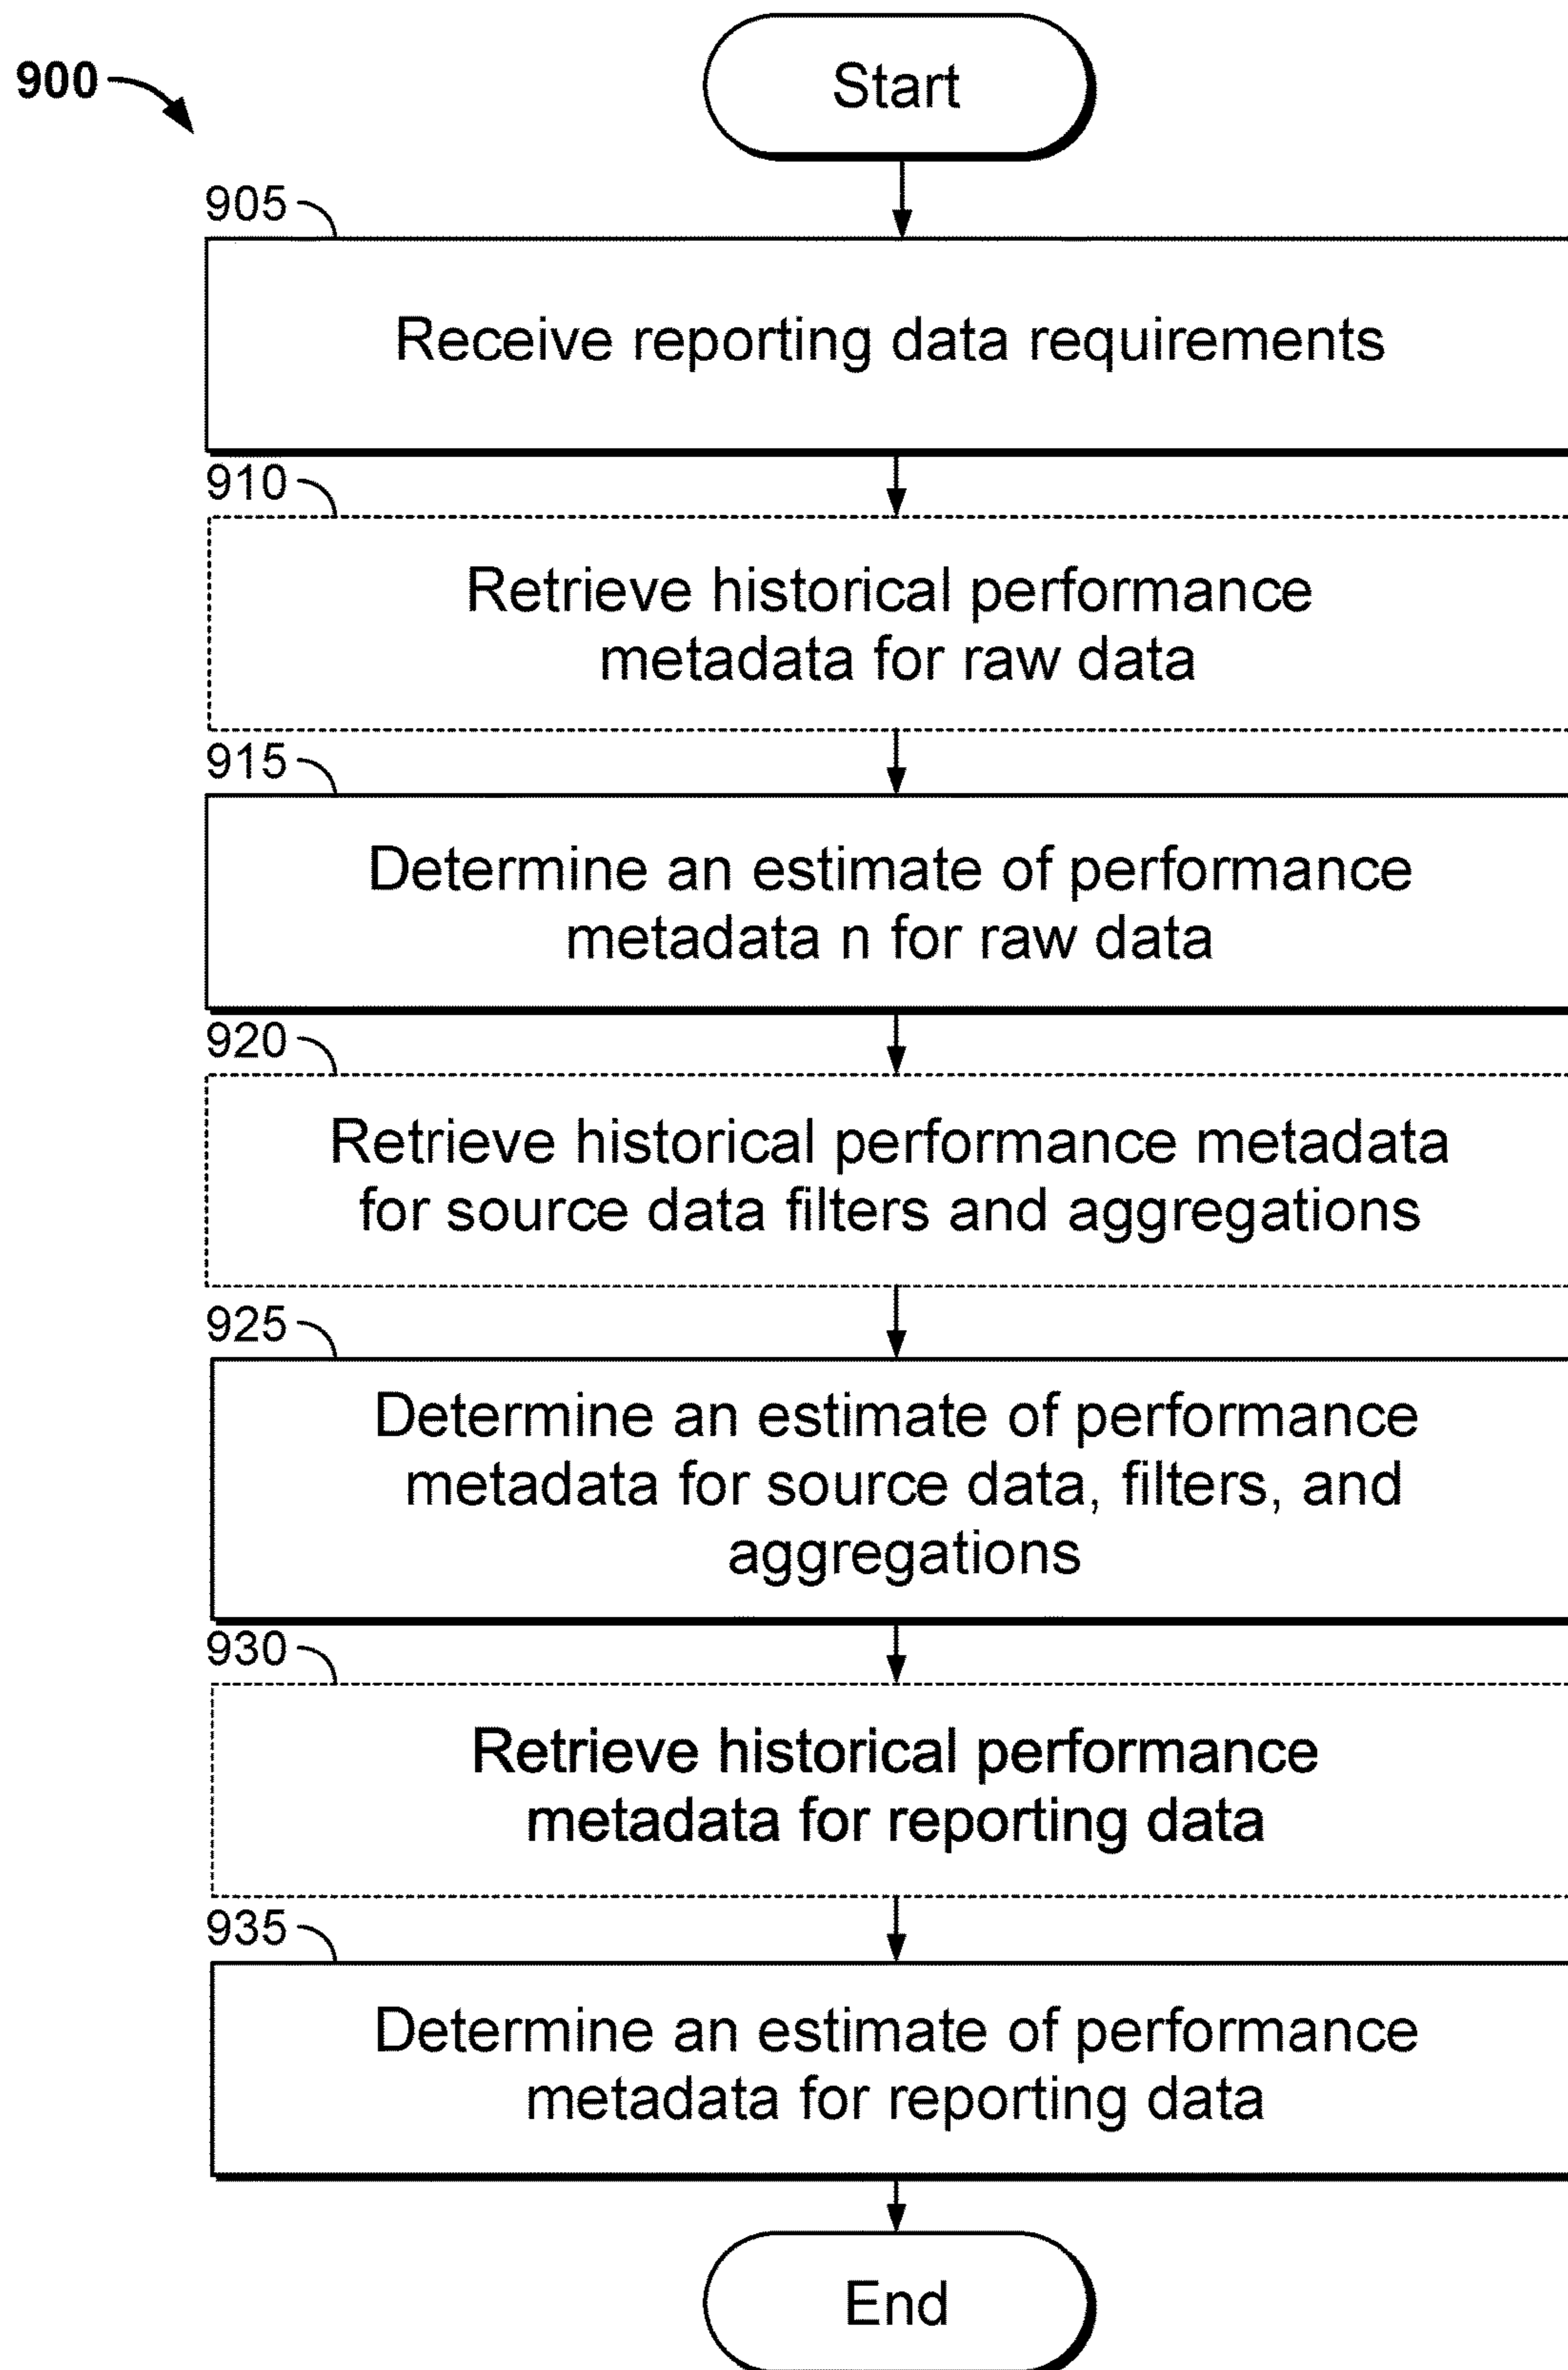 900
Start
905
Receive reporting data requirements
910
Retrieve historical performance
metadata for raw data
915
Determine an estimate of performance
metadata n for raw data
920
Retrieve historical performance metadata
for source data filters and aggregations
925
Determine an estimate of performance
metadata for source data, filters, and
aggregations
930
Retrieve historical performance
metadata for reporting data
935
Determine an estimate of performance
metadata for reporting data
End